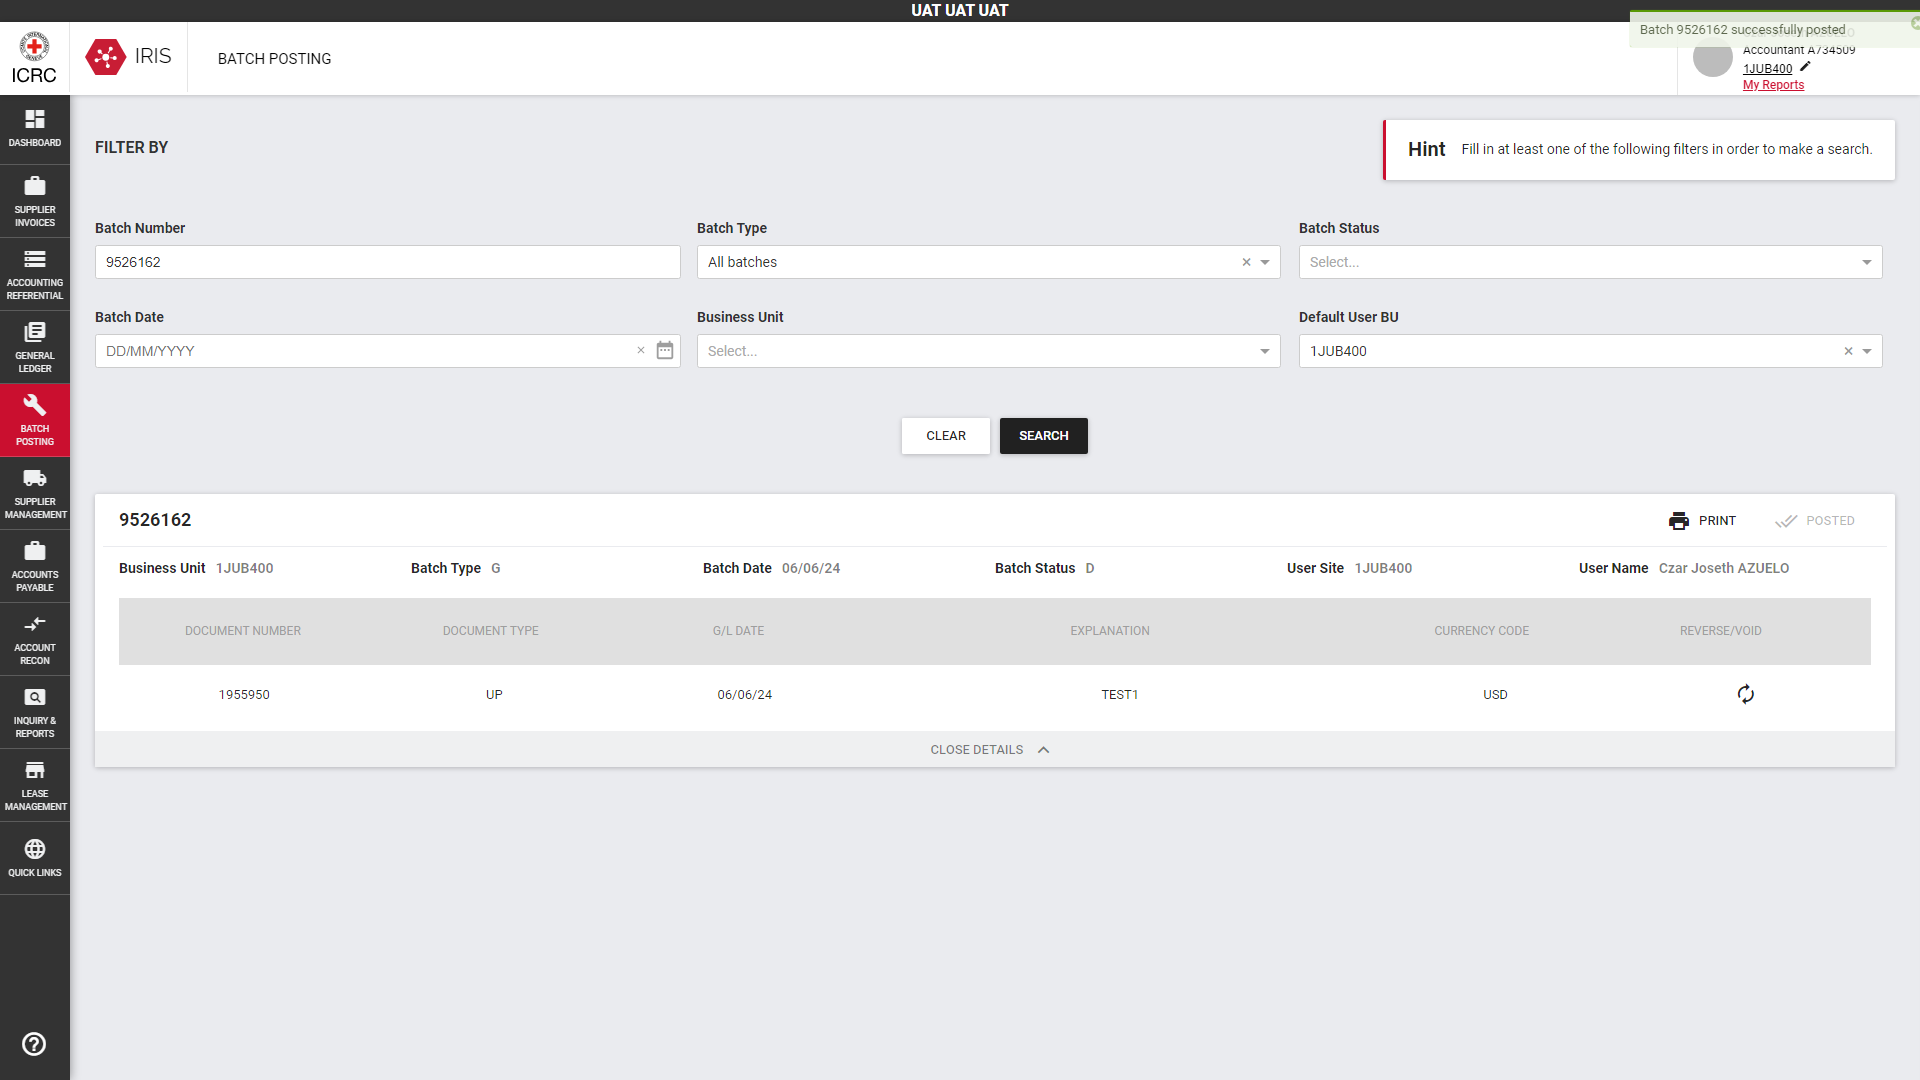 UAT UAT UAT
Batch 9526162 successfully posted
ICRC
IRIS
BATCH POSTING
Accountant A734509
1JUB400
My Reports
DASHBOARD
SUPPLIER
INVOICES
ACCOUNTING
REFERENTIAL
GENERAL
LEDGER
BATCH
POSTING
SUPPLIER
MANAGEMENT
ACCOUNTS
PAYABLE
ACCOUNT
RECON
INQUIRY &
REPORTS
LEASE
MANAGEMENT
QUICK LINKS
FILTER BY
Hint Fill in at least one of the following filters in order to make a search.
Batch Number Batch Type Batch Status
9526162 All batches Select...
Batch Date Business Unit Default User BU
DD/MM/YYYY Select... 1JUB400
CLEAR SEARCH
9526162 PRINT POSTED
Business Unit 1JUB400 Batch Type G Batch Date 06/06/24 Batch Status D User Site 1JUB400 User Name Czar Joseth AZUELO
DOCUMENT NUMBER DOCUMENT TYPE G/L DATE EXPLANATION CURRENCY CODE REVERSE/VOID
1955950 UP 06/06/24 TEST1 USD
CLOSE DETAILS